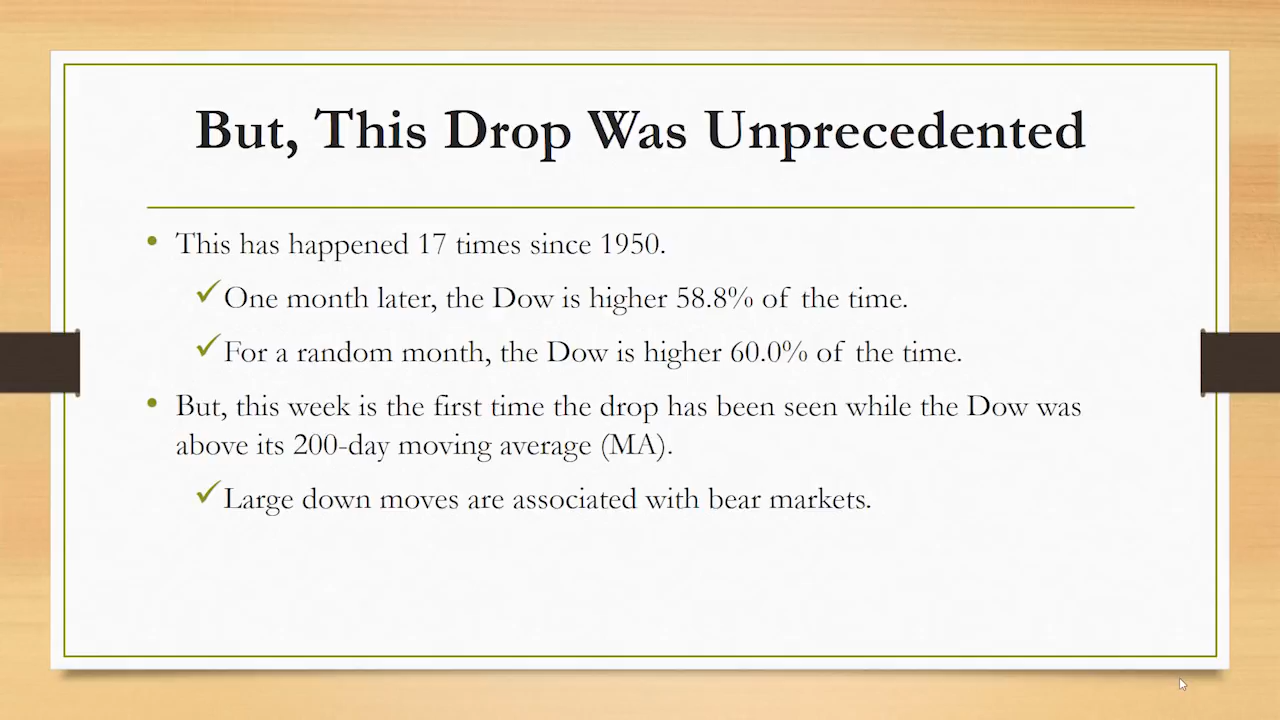 But, This Drop Was Unprecedented
This has happened 17 times since 1950.
One month later, the Dow is higher 58.8% of the time.
For a random month, the Dow is higher 60.0% of the time.
But, this week is the first time the drop has been seen while the Dow was
above its 200-day moving average (MA).
Large down moves are associated with bear markets.